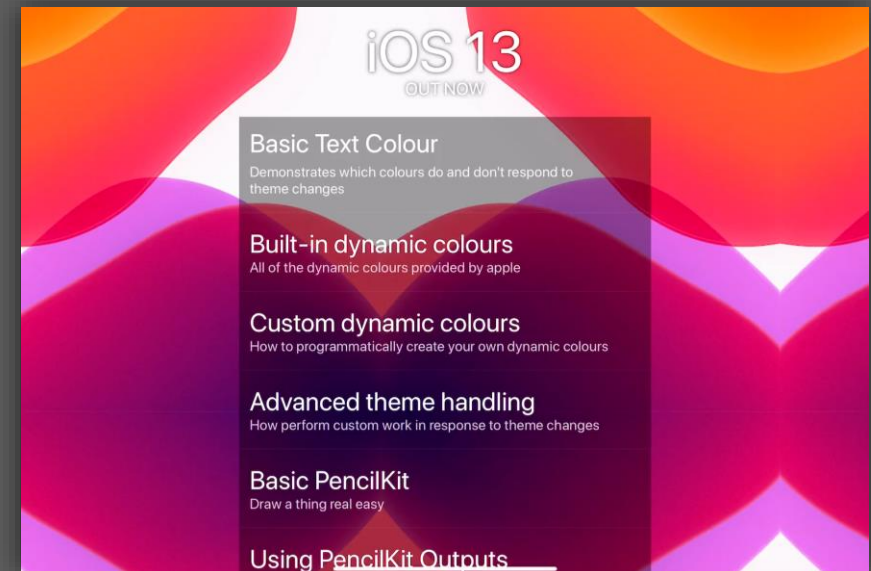 iOS 13
OUT NOW
Basic Text Colour
Demonstrates which colours do and don't respond to
theme changes
Built-in dynamic colours
All of the dynamic colours provided by apple
Custom dynamic colours
How to programmatically create your own dynamic colours
Advanced theme handling
How perform custom work in response to theme changes
Basic PencilKit
Draw a thing real easy
Using PencilKit Outputs